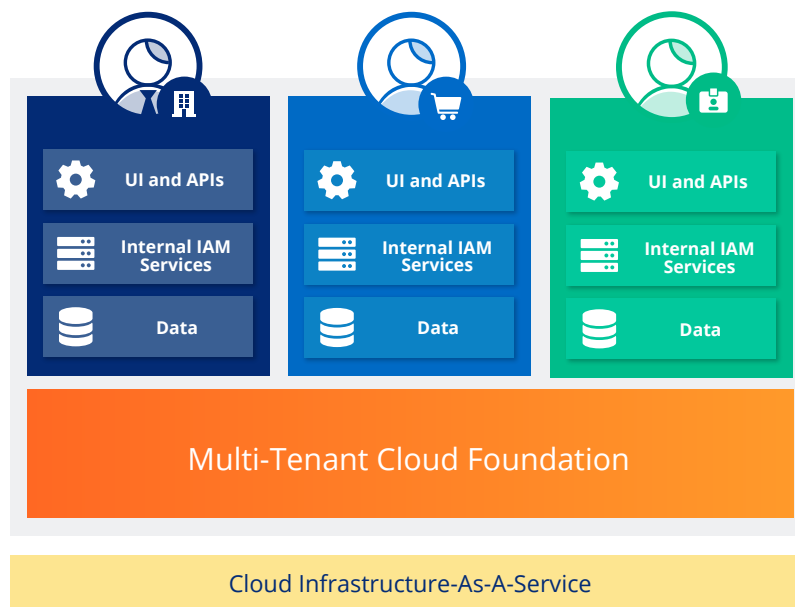 UI and APIs
Internal IAM
Services
Data
UI and APIs
Internal IAM
Services
Data
UI and APIs
Internal IAM
Services
Data
Multi-Tenant Cloud Foundation
Cloud Infrastructure-As-A-Service